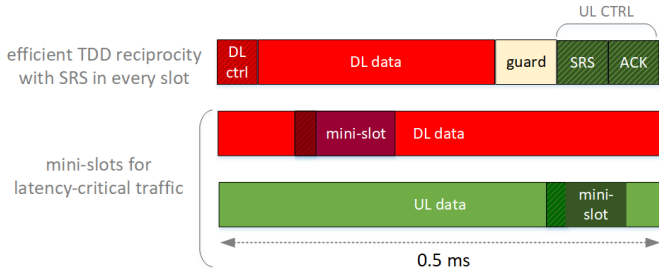 UL CTRL
efficient TDD reciprocity
with SRS in every slot
DL
ctrl
DL data
guard
SRS
ACK
mini-slots for
latency-critical traffic
mini-slot
DL data
UL data
mini-
slot
0.5 ms